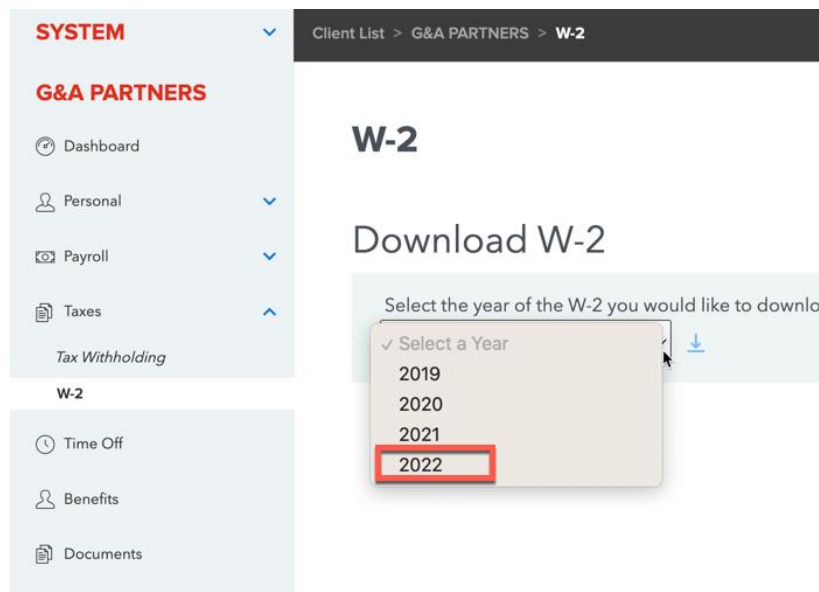 SYSTEM
Client List > G&A PARTNERS > W-2
G&A PARTNERS
Dashboard
Personal
Payroll
Taxes
Tax Withholding
W-2
Time Off
Benefits
Documents
W-2
Download W-2
Select the year of the W-2 you would like to downlo
✓ Select a Year
2019
2020
2021
2022